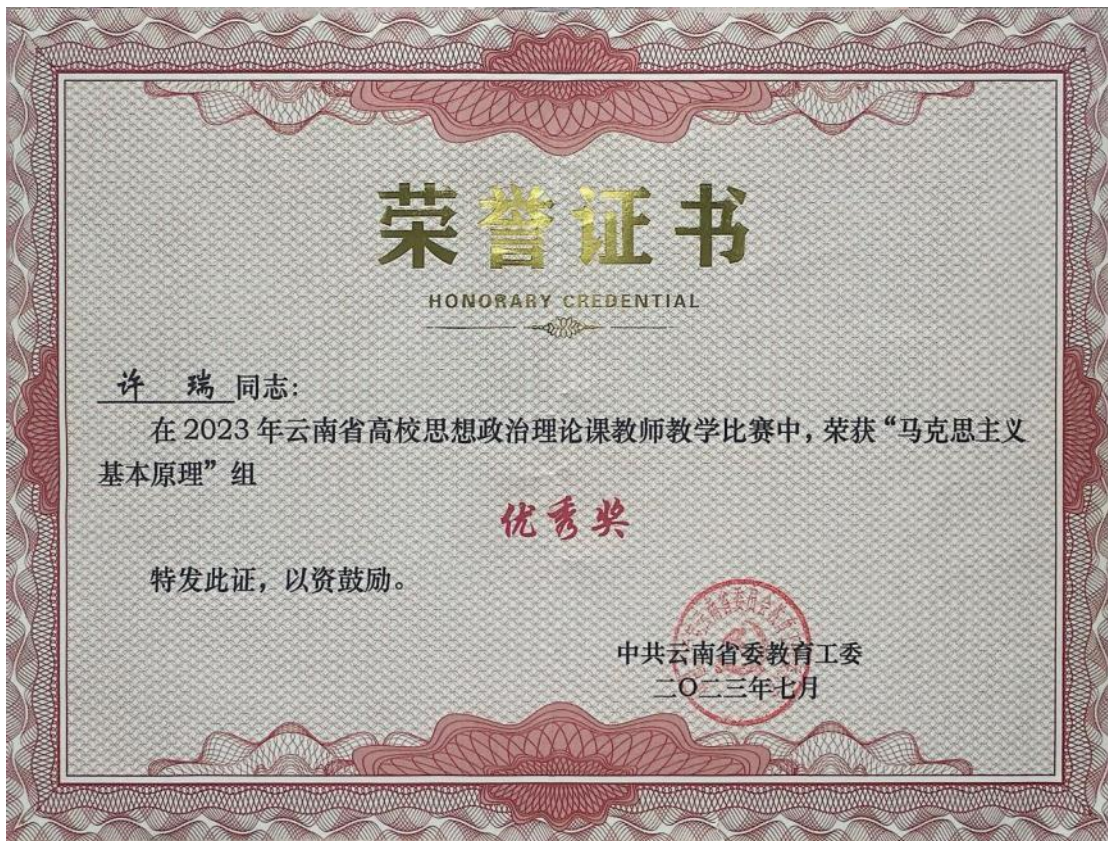 荣誉证书
HONORARY CREDENTIAL
许 瑞 同志：
在 2023 年云南省高校思想政治理论课教师教学比赛中，荣获“马克思主义
基本原理”组
优秀奖
特发此证，以资鼓励。
中共云南省委教育工委
二〇二三年七月